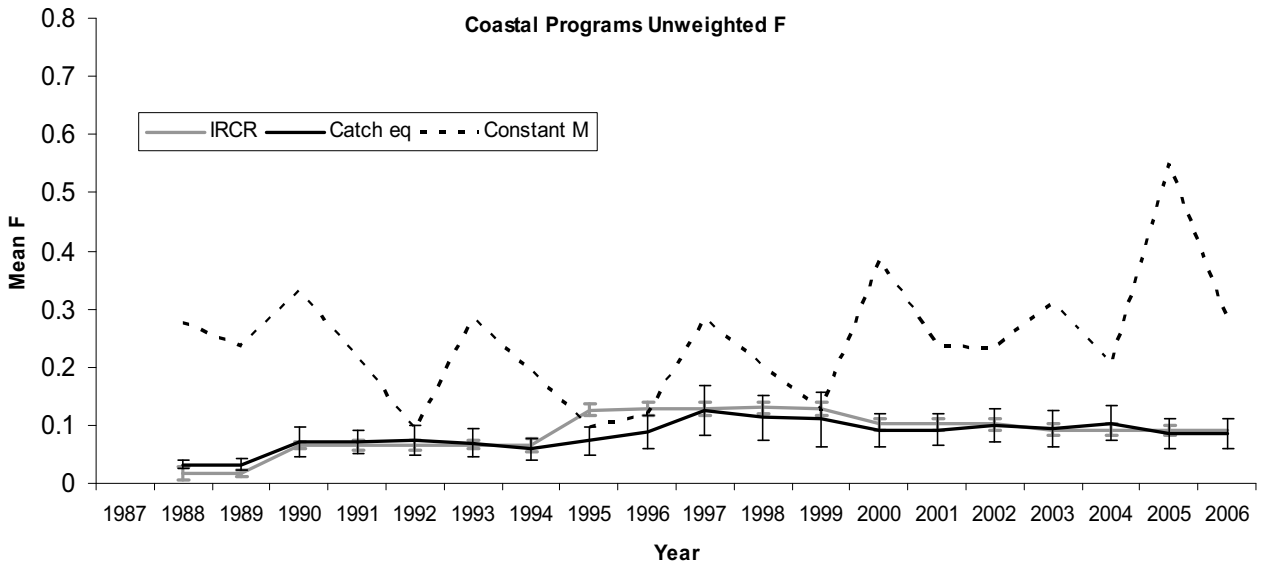 Coastal Programs Unweighted F
0.8
0.7
0.6
0.5
0.4
0.3
0.2
0.1
0
Mean F
IRCR Catch eq Constant M
1987 1988 1989 1990 1991 1992 1993 1994 1995 1996 1997 1998 1999 2000 2001 2002 2003 2004 2005 2006
Year